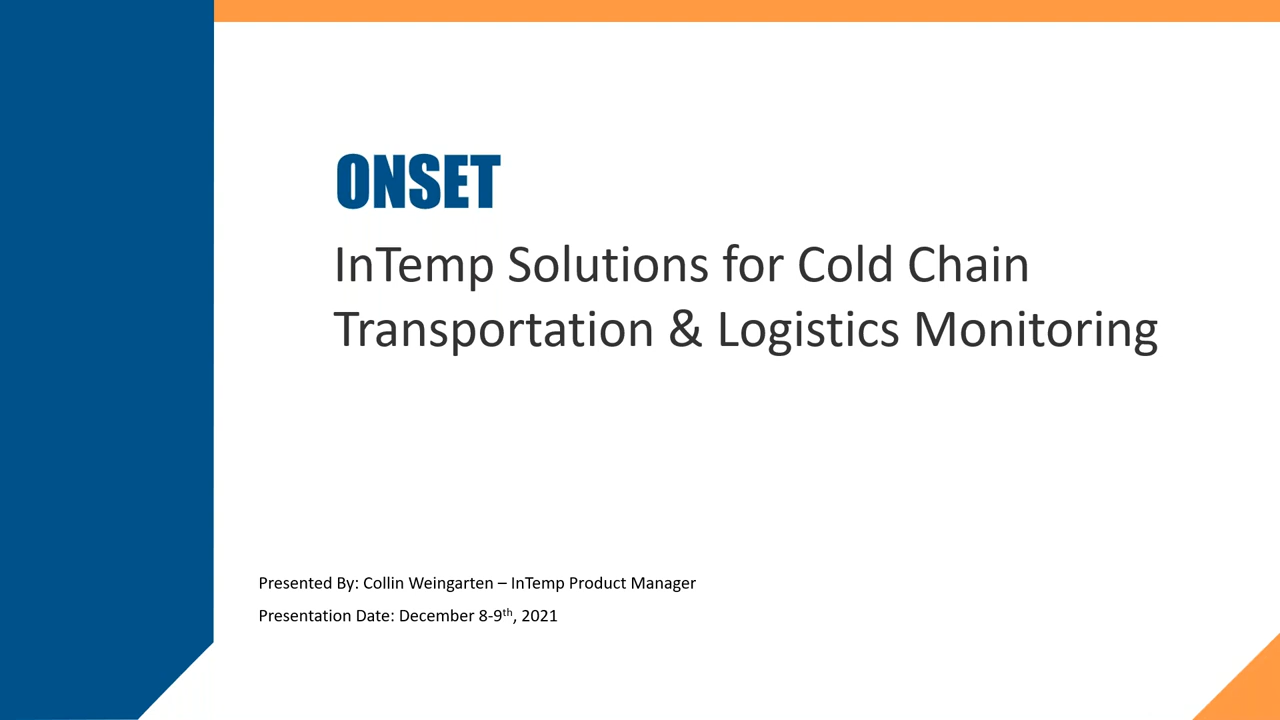 ONSET
InTemp Solutions for Cold Chain
Transportation & Logistics Monitoring
Presented By: Collin Weingarten – InTemp Product Manager
Presentation Date: December 8-9th, 2021